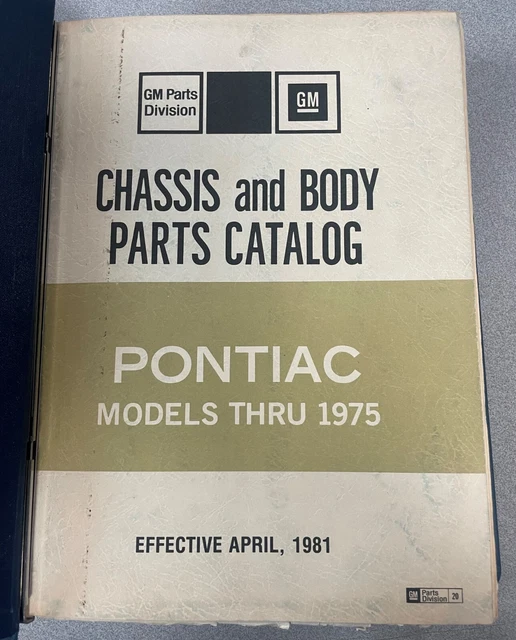 GM Parts
Division
GM
CHASSIS and BODY
PARTS CATALOG
PONTIAC
MODELS THRU 1975
EFFECTIVE APRIL, 1981
GM Parts
Division 20